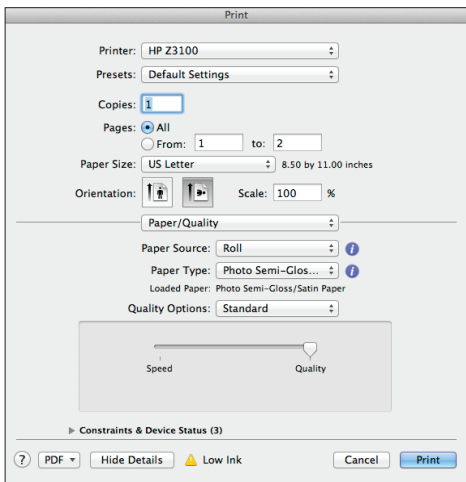 Print
Printer: HP Z3100
Presets: Default Settings
Copies: 1
Pages: All
From: 1 to: 2
Paper Size: US Letter 8.50 by 11.00 inches
Orientation: Scale: 100 %
Paper/Quality
Paper Source: Roll
Paper Type: Photo Semi-Glos...
Loaded Paper: Photo Semi-Gloss/Satin Paper
Quality Options: Standard
Speed Quality
Constraints & Device Status (3)
? PDF Hide Details Low Ink Cancel Print